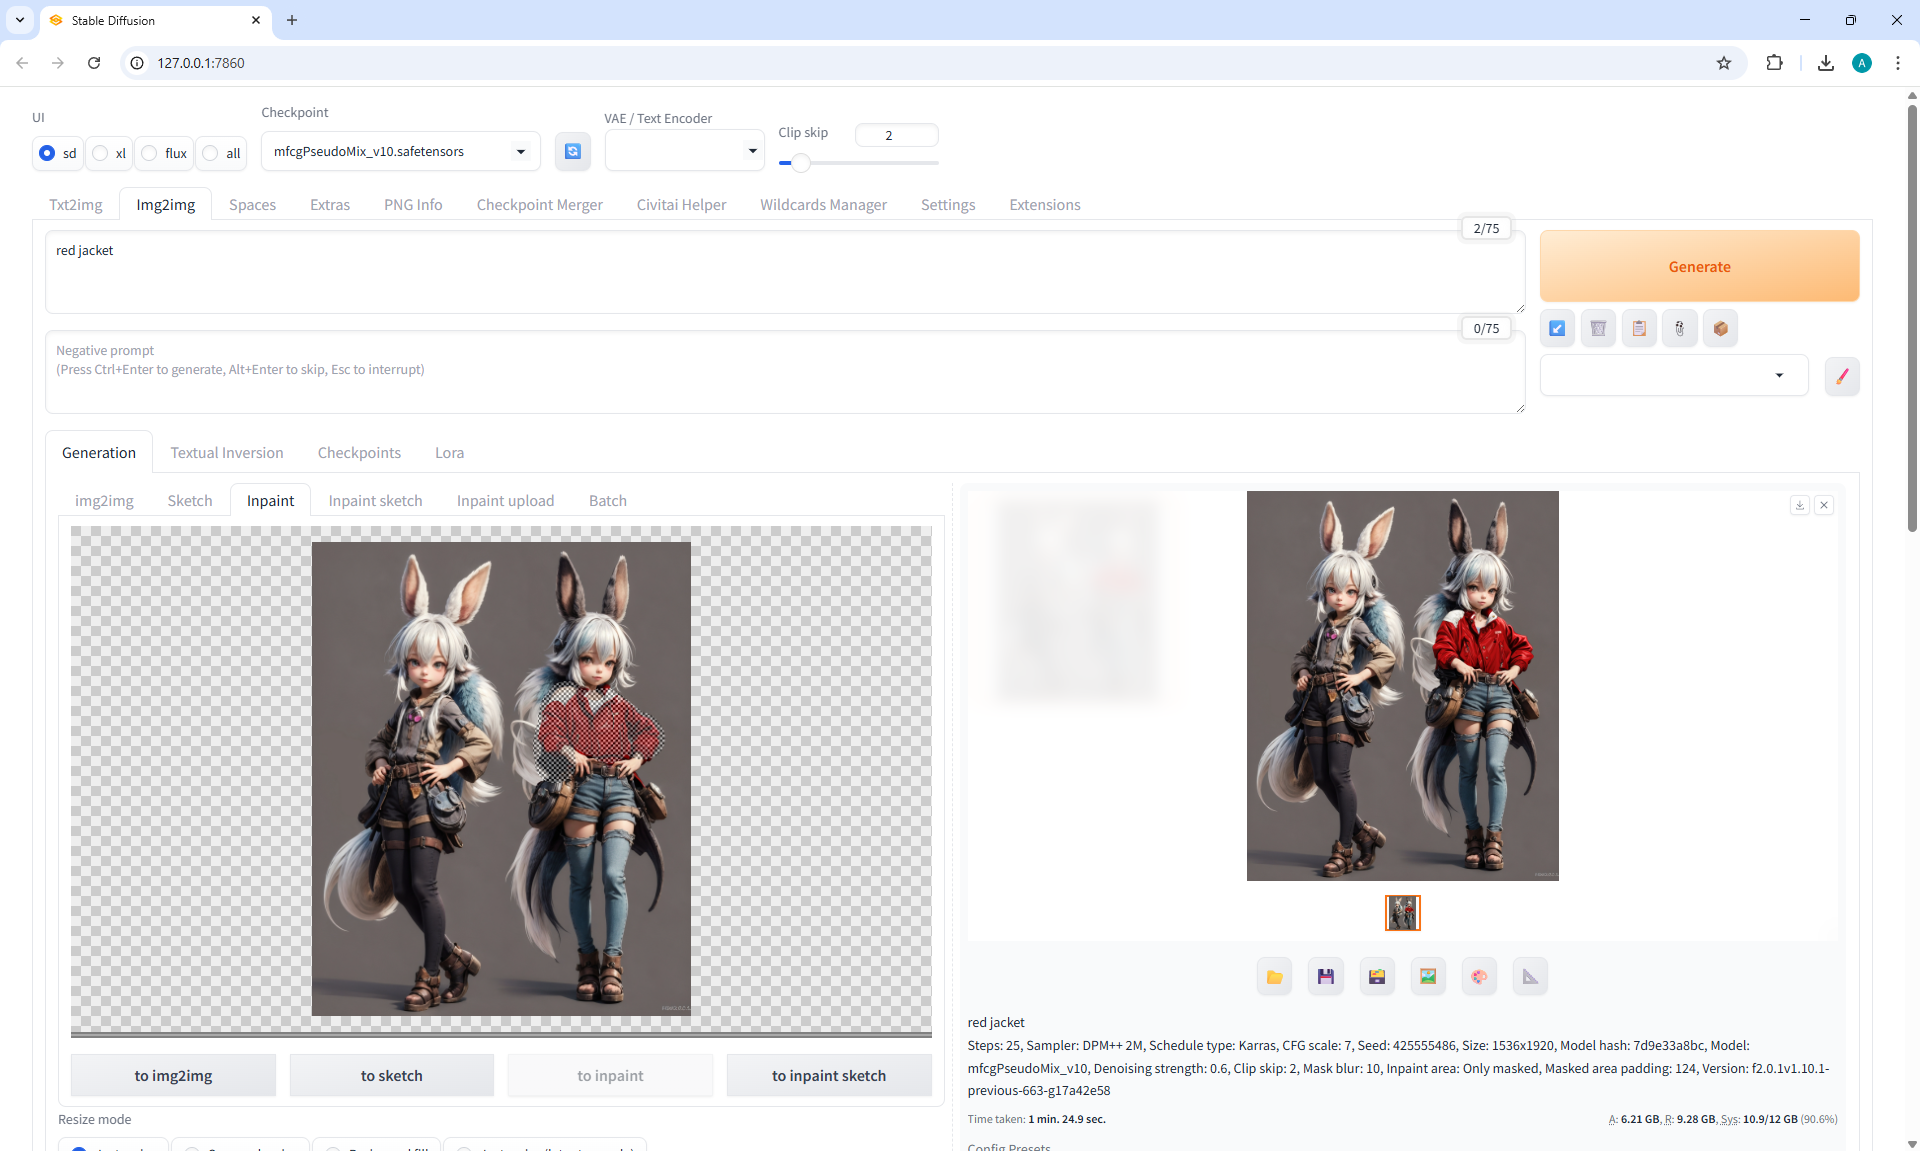 Stable Diffusion
127.0.0.1:7860
A
UI
Checkpoint
VAE / Text Encoder
Clip skip
2
sd
xl
flux
all
mfcgPseudoMix_v10.safetensors
Txt2img
Img2img
Spaces
Extras
PNG Info
Checkpoint Merger
Civitai Helper
Wildcards Manager
Settings
Extensions
2/75
red jacket
Generate
0/75
Negative prompt
(Press Ctrl+Enter to generate, Alt+Enter to skip, Esc to interrupt)
Generation
Textual Inversion
Checkpoints
Lora
img2img
Sketch
Inpaint
Inpaint sketch
Inpaint upload
Batch
to img2img
to sketch
to inpaint
to inpaint sketch
Resize mode
red jacket
Steps: 25, Sampler: DPM++ 2M, Schedule type: Karras, CFG scale: 7, Seed: 425555486, Size: 1536x1920, Model hash: 7d9e33a8bc, Model:
mfcgPseudoMix_v10, Denoising strength: 0.6, Clip skip: 2, Mask blur: 10, Inpaint area: Only masked, Masked area padding: 124, Version: f2.0.1v1.10.1-
previous-663-g17a42e58
Time taken: 1 min. 24.9 sec.
A: 6.21 GB, R: 9.28 GB, Sys: 10.9/12 GB (90.6%)
Config Presets